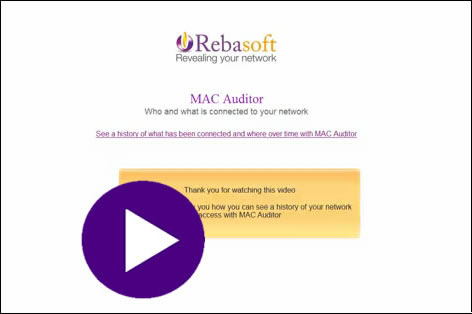 Rebasoft
Revealing your network
MAC Auditor
Who and what is connected to your network
See a history of what has been connected and where over time with MAC Auditor
Thank you for watching this video
you how you can see a history of your network
access with MAC Auditor